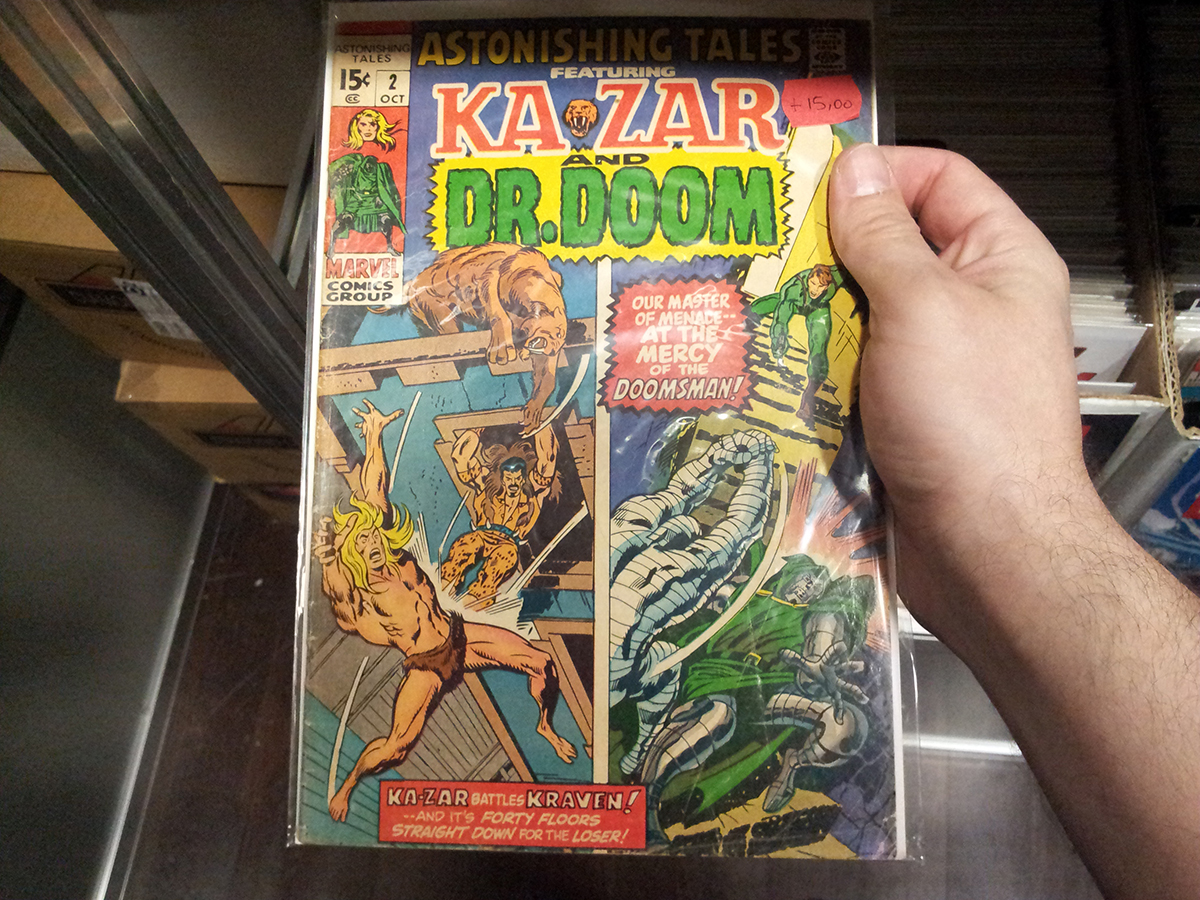 ASTONISHING
TALES
15¢
CC
2
OCT
MARVEL
COMICS
GROUP
ASTONISHING TALES
FEATURING
KA-ZAR
15,00
AND
DR. DOOM
OUR MASTER
OF MENACE--
AT THE
MERCY
OF THE
DOOMSMAN!
KA-ZAR BATTLES KRAVEN!
--AND IT'S FORTY FLOORS
STRAIGHT DOWN FOR THE LOSER!